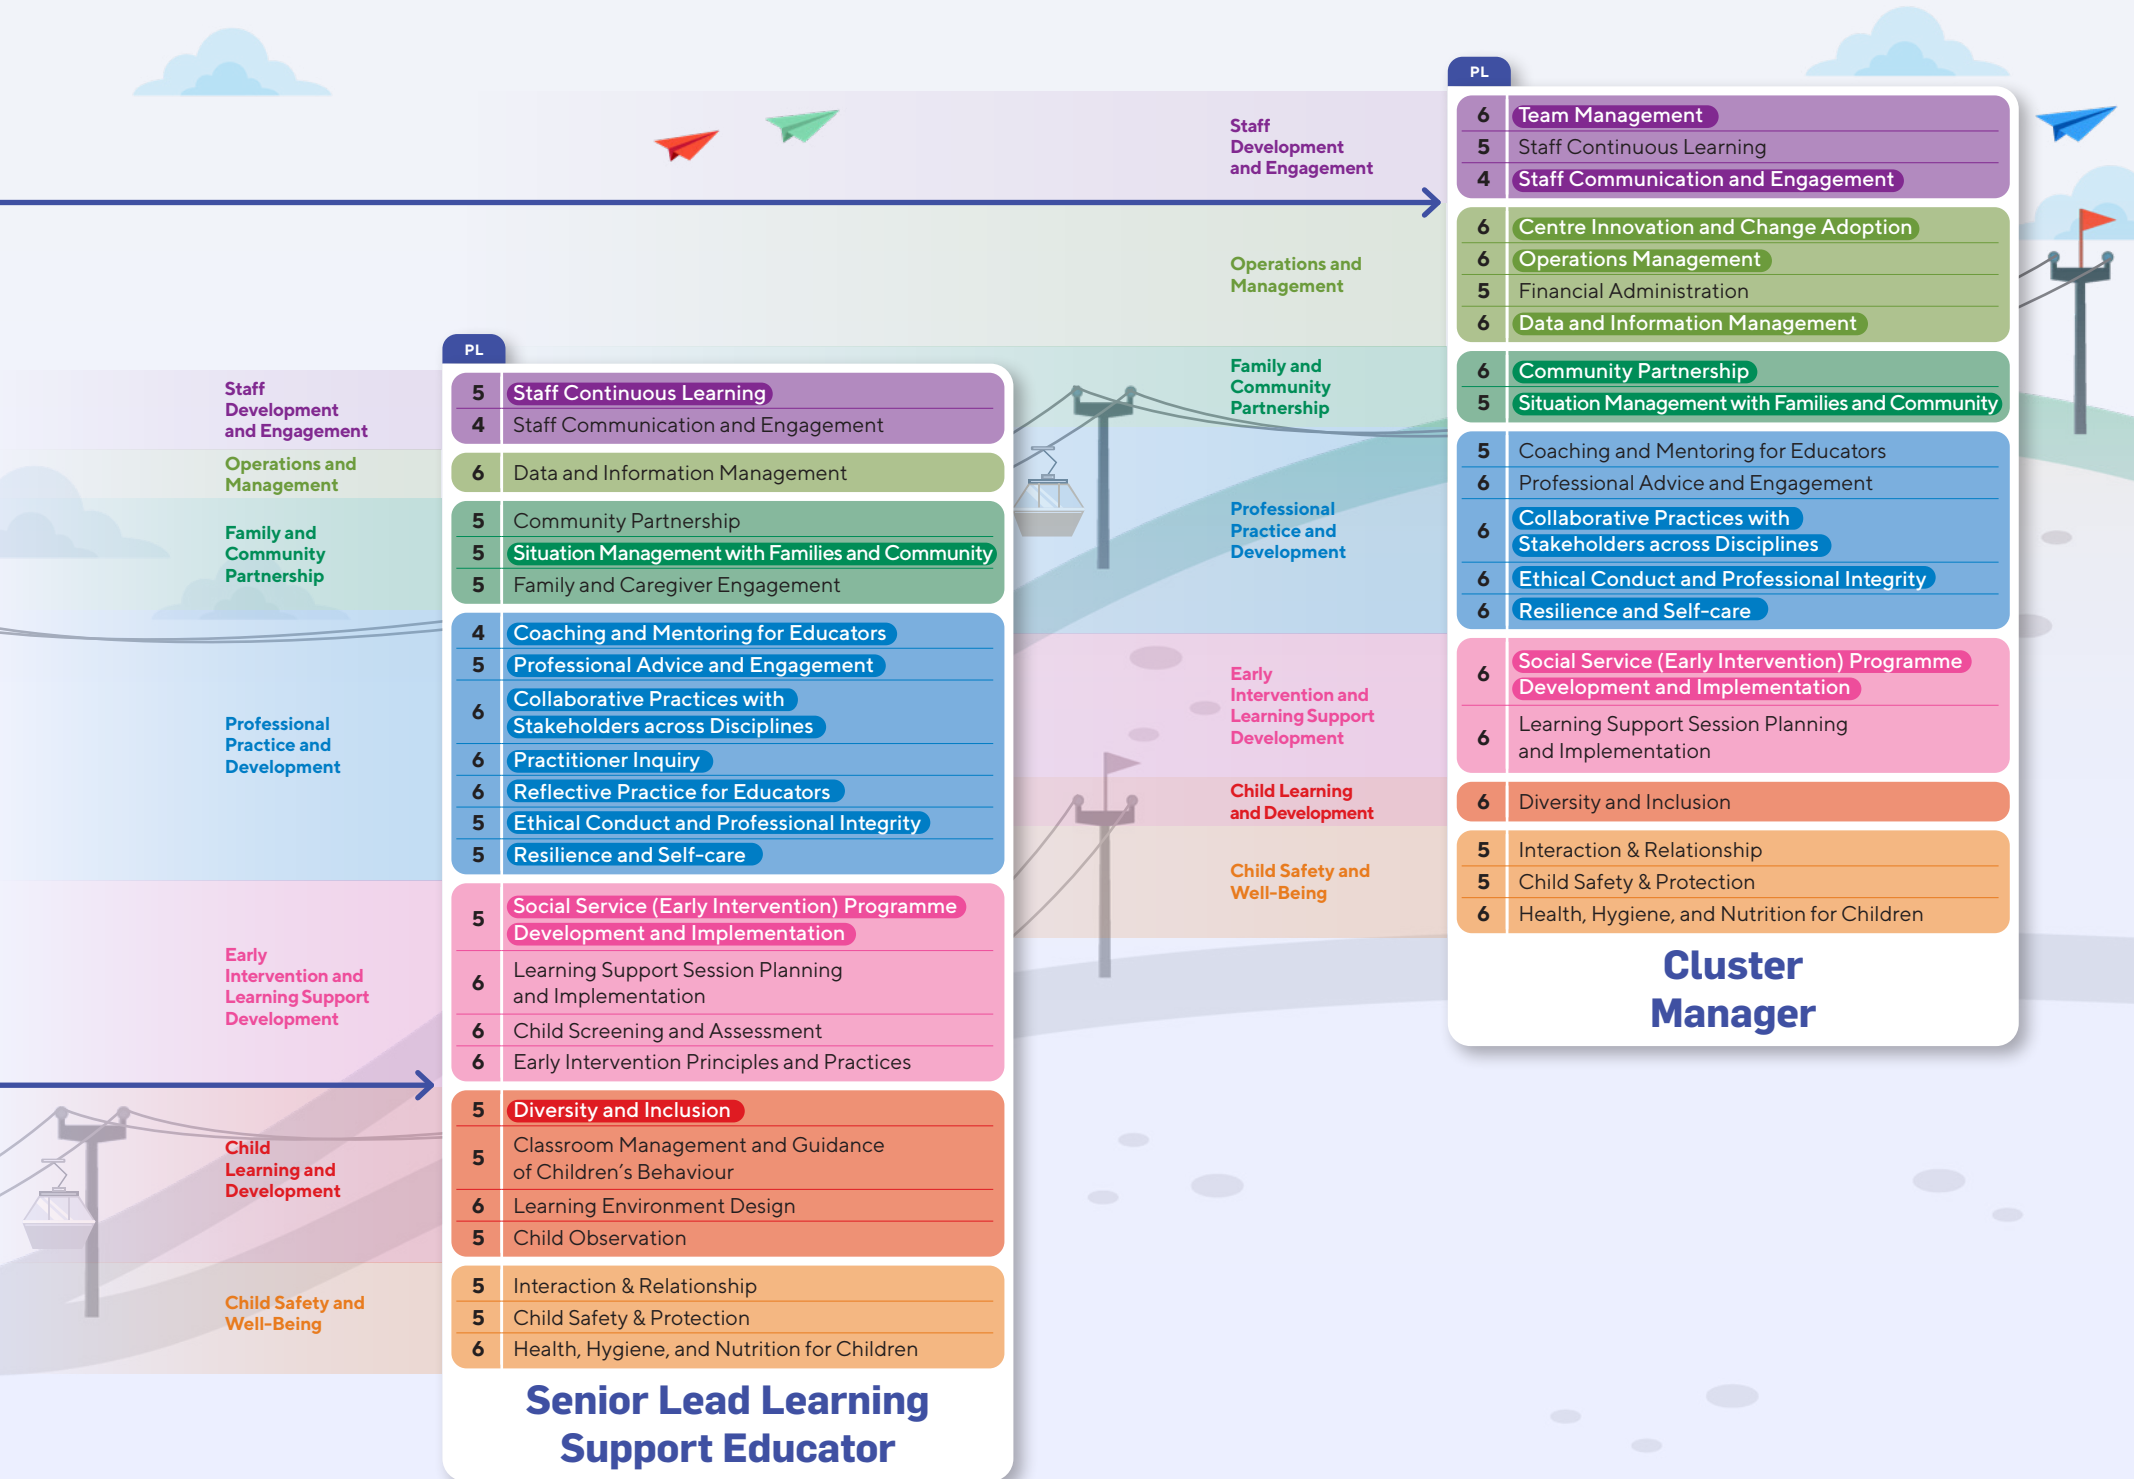 Staff
Development
and Engagement
Operations and
Management
Family and
Community
Partnership
Professional
Practice and
Development
Early
Intervention and
Learning Support
Development
Child
Learning and
Development
Child Safety and
Well-Being
PL
5 Staff Continuous Learning
4 Staff Communication and Engagement
6 Data and Information Management
5 Community Partnership
5 Situation Management with Families and Community
5 Family and Caregiver Engagement
4 Coaching and Mentoring for Educators
5 Professional Advice and Engagement
6 Collaborative Practices with
Stakeholders across Disciplines
6 Practitioner Inquiry
6 Reflective Practice for Educators
5 Ethical Conduct and Professional Integrity
5 Resilience and Self-care
5 Social Service (Early Intervention) Programme
Development and Implementation
6 Learning Support Session Planning
and Implementation
6 Child Screening and Assessment
6 Early Intervention Principles and Practices
5 Diversity and Inclusion
5 Classroom Management and Guidance
of Children's Behaviour
6 Learning Environment Design
5 Child Observation
5 Interaction & Relationship
5 Child Safety & Protection
6 Health, Hygiene, and Nutrition for Children
Senior Lead Learning
Support Educator
Staff
Development
and Engagement
Operations and
Management
Family and
Community
Partnership
Professional
Practice and
Development
Early
Intervention and
Learning Support
Development
Child Learning
and Development
Child Safety and
Well-Being
PL
6 Team Management
5 Staff Continuous Learning
4 Staff Communication and Engagement
6 Centre Innovation and Change Adoption
6 Operations Management
5 Financial Administration
6 Data and Information Management
6 Community Partnership
5 Situation Management with Families and Community
5 Coaching and Mentoring for Educators
6 Professional Advice and Engagement
6 Collaborative Practices with
Stakeholders across Disciplines
6 Ethical Conduct and Professional Integrity
6 Resilience and Self-care
6 Social Service (Early Intervention) Programme
Development and Implementation
6 Learning Support Session Planning
and Implementation
6 Diversity and Inclusion
5 Interaction & Relationship
5 Child Safety & Protection
6 Health, Hygiene, and Nutrition for Children
Cluster
Manager